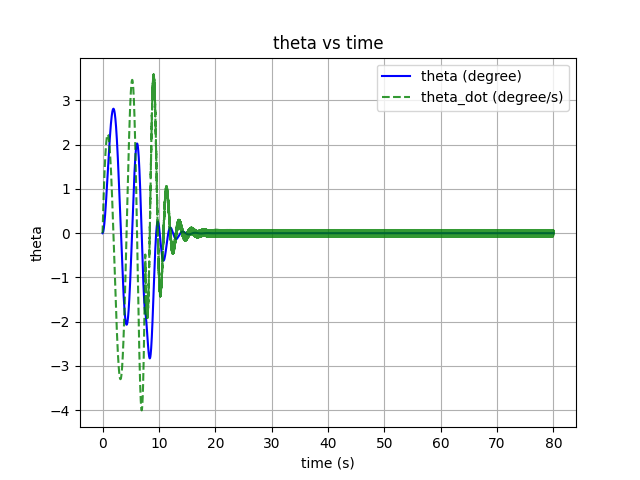 theta vs time
theta (degree)
theta_dot (degree/s)
3
2
1
0
−1
−2
−3
−4
theta
0 10 20 30 40 50 60 70 80
time (s)